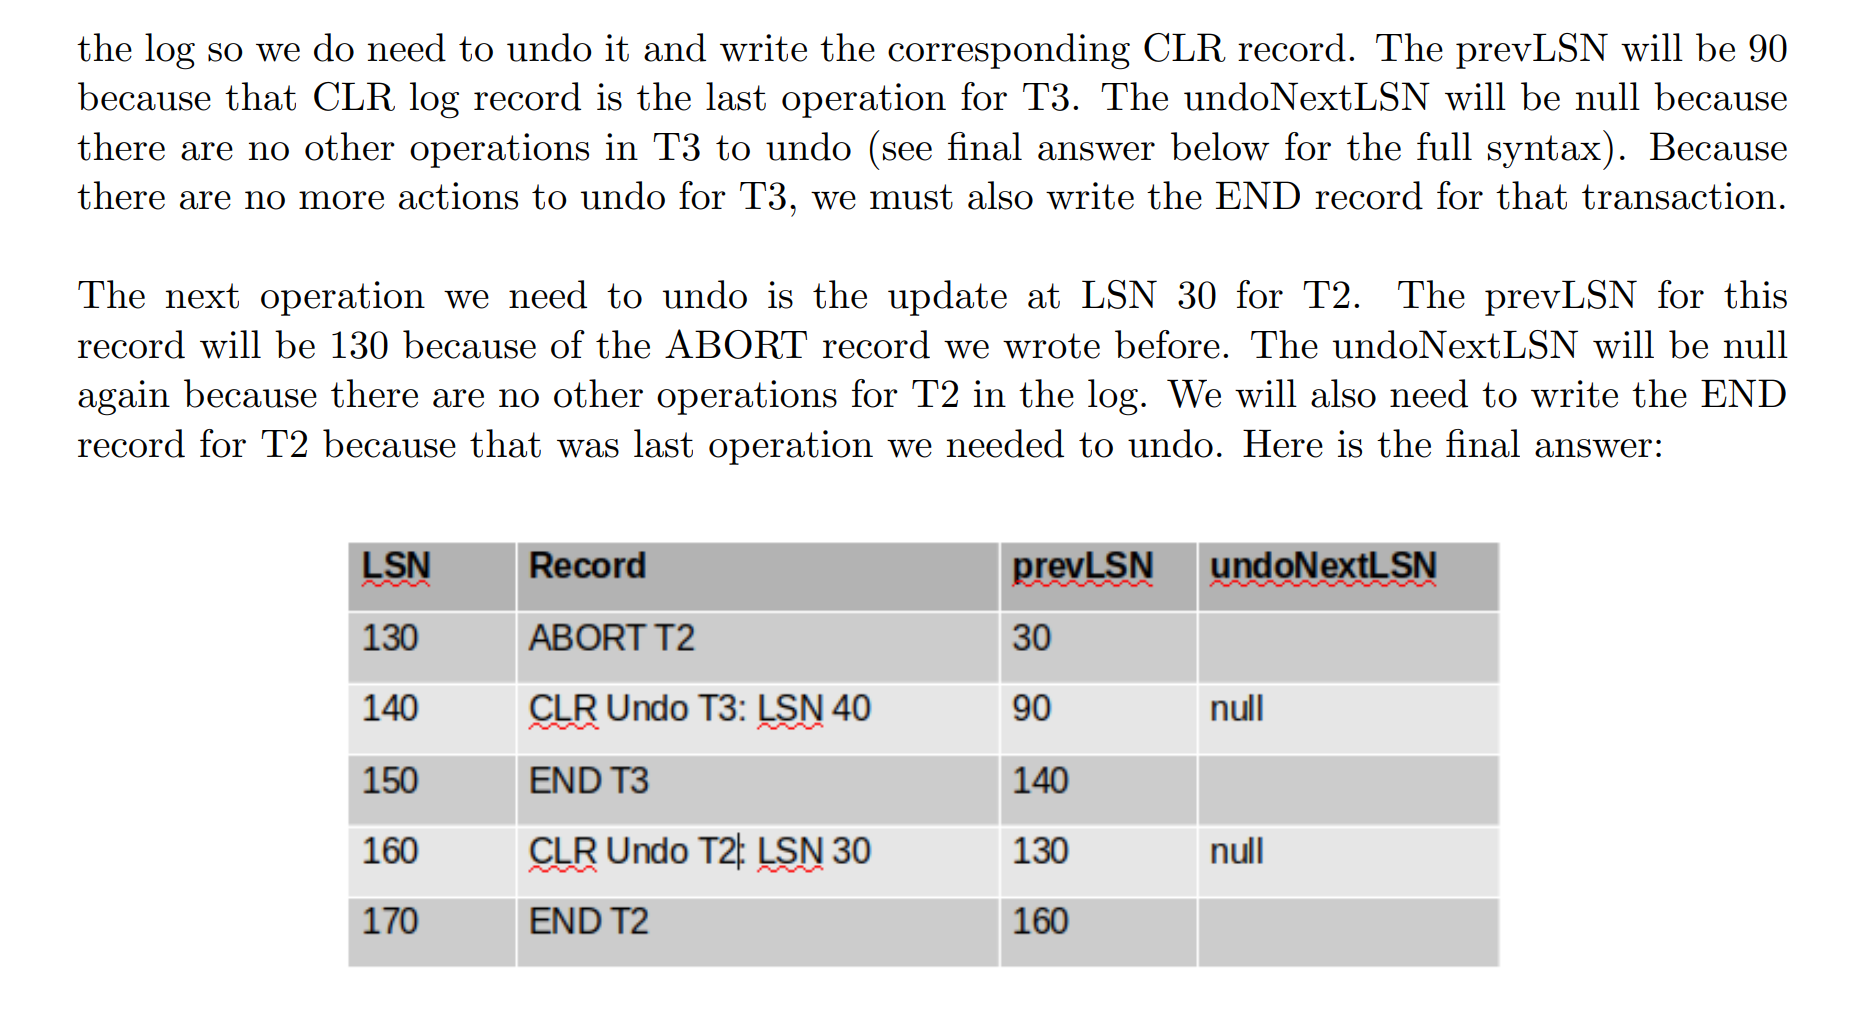 the log so we do need to undo it and write the corresponding CLR record. The prevLSN will be 90
because that CLR log record is the last operation for T3. The undoNextLSN will be null because
there are no other operations in T3 to undo (see final answer below for the full syntax). Because
there are no more actions to undo for T3, we must also write the END record for that transaction.
The next operation we need to undo is the update at LSN 30 for T2. The prevLSN for this
record will be 130 because of the ABORT record we wrote before. The undoNextLSN will be null
again because there are no other operations for T2 in the log. We will also need to write the END
record for T2 because that was last operation we needed to undo. Here is the final answer:
LSN Record prevLSN undoNextLSN
130 ABORT T2 30
140 CLR Undo T3: LSN 40 90 null
150 END T3 140
160 CLR Undo T2: LSN 30 130 null
170 END T2 160